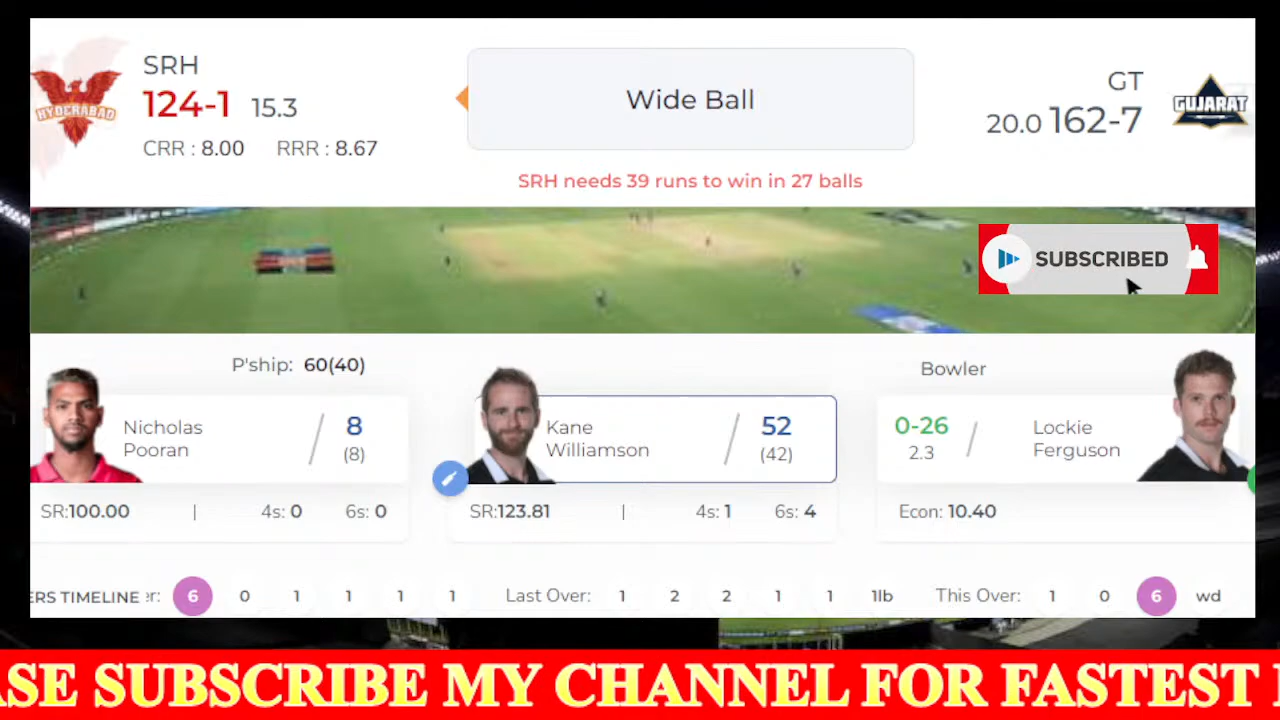 SRH
124-1 15.3
CRR : 8.00 RRR : 8.67
HYDERABAD
Wide Ball
SRH needs 39 runs to win in 27 balls
GT
20.0 162-7
GUJARAT
SUBSCRIBED
P'ship: 60(40)
Nicholas
Pooran
8
(8)
SR:100.00 | 4s: 0 6s: 0
Kane
Williamson
52
(42)
SR:123.81 | 4s: 1 6s: 4
Bowler
0-26
2.3
Lockie
Ferguson
Econ: 10.40
ERS TIMELINE er: 6 0 1 1 1 1 Last Over: 1 2 2 1 1 1lb This Over: 1 0 6 wd
ASE SUBSCRIBE MY CHANNEL FOR FASTEST